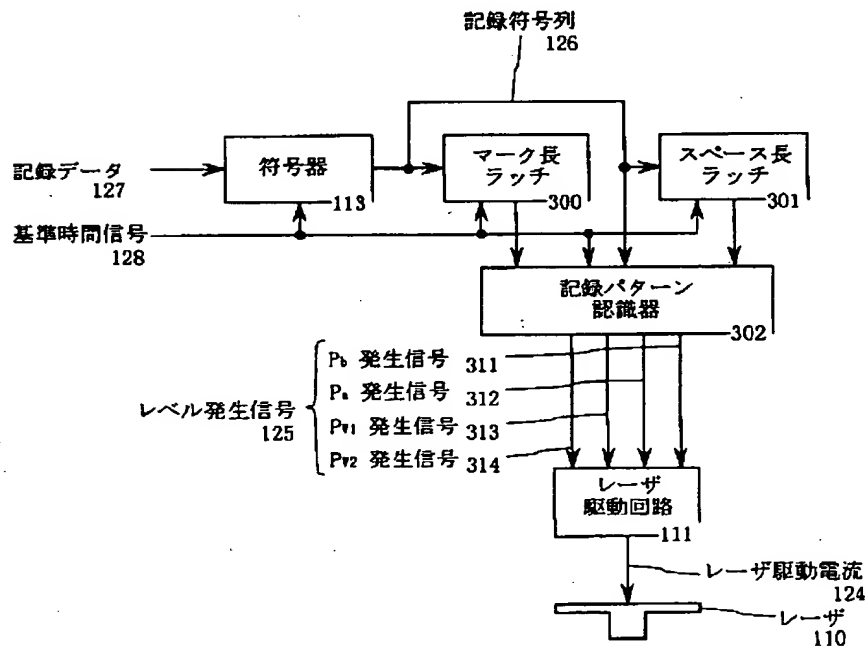 記録符号列
126
記録データ
127
符号器
113
マーク長
ラッチ
300
スペース長
ラッチ
301
基準時間信号
128
記録パターン
認識器
302
レベル発生信号
125
Pb 発生信号 311
Pa 発生信号 312
Pw1 発生信号 313
Pw2 発生信号 314
レーザ
駆動回路
111
レーザ駆動電流
124
レーザ
110